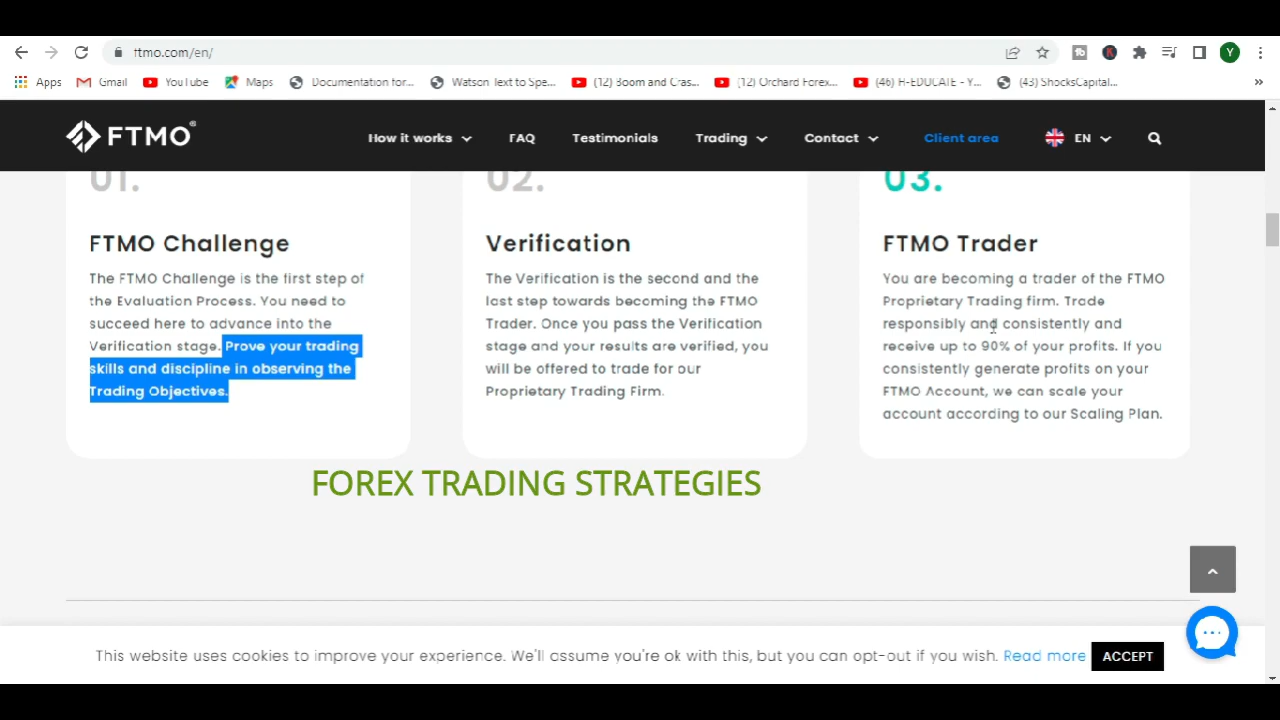 ftmo.com/en/
Y
Apps Gmail YouTube Maps Documentation for... Watson Text to Spe... (12) Boom and Cras... (12) Orchard Forex... (46) H-EDUCATE - Y... (43) ShocksCapital... »
FTMO® How it works FAQ Testimonials Trading Contact Client area EN
01. 02. 03.
FTMO Challenge
The FTMO Challenge is the first step of
the Evaluation Process. You need to
succeed here to advance into the
Verification stage. Prove your trading
skills and discipline in observing the
Trading Objectives.
Verification
The Verification is the second and the
last step towards becoming the FTMO
Trader. Once you pass the Verification
stage and your results are verified, you
will be offered to trade for our
Proprietary Trading Firm.
FTMO Trader
You are becoming a trader of the FTMO
Proprietary Trading firm. Trade
responsibly and consistently and
receive up to 90% of your profits. If you
consistently generate profits on your
FTMO Account, we can scale your
account according to our Scaling Plan.
FOREX TRADING STRATEGIES
This website uses cookies to improve your experience. We'll assume you're ok with this, but you can opt-out if you wish. Read more ACCEPT